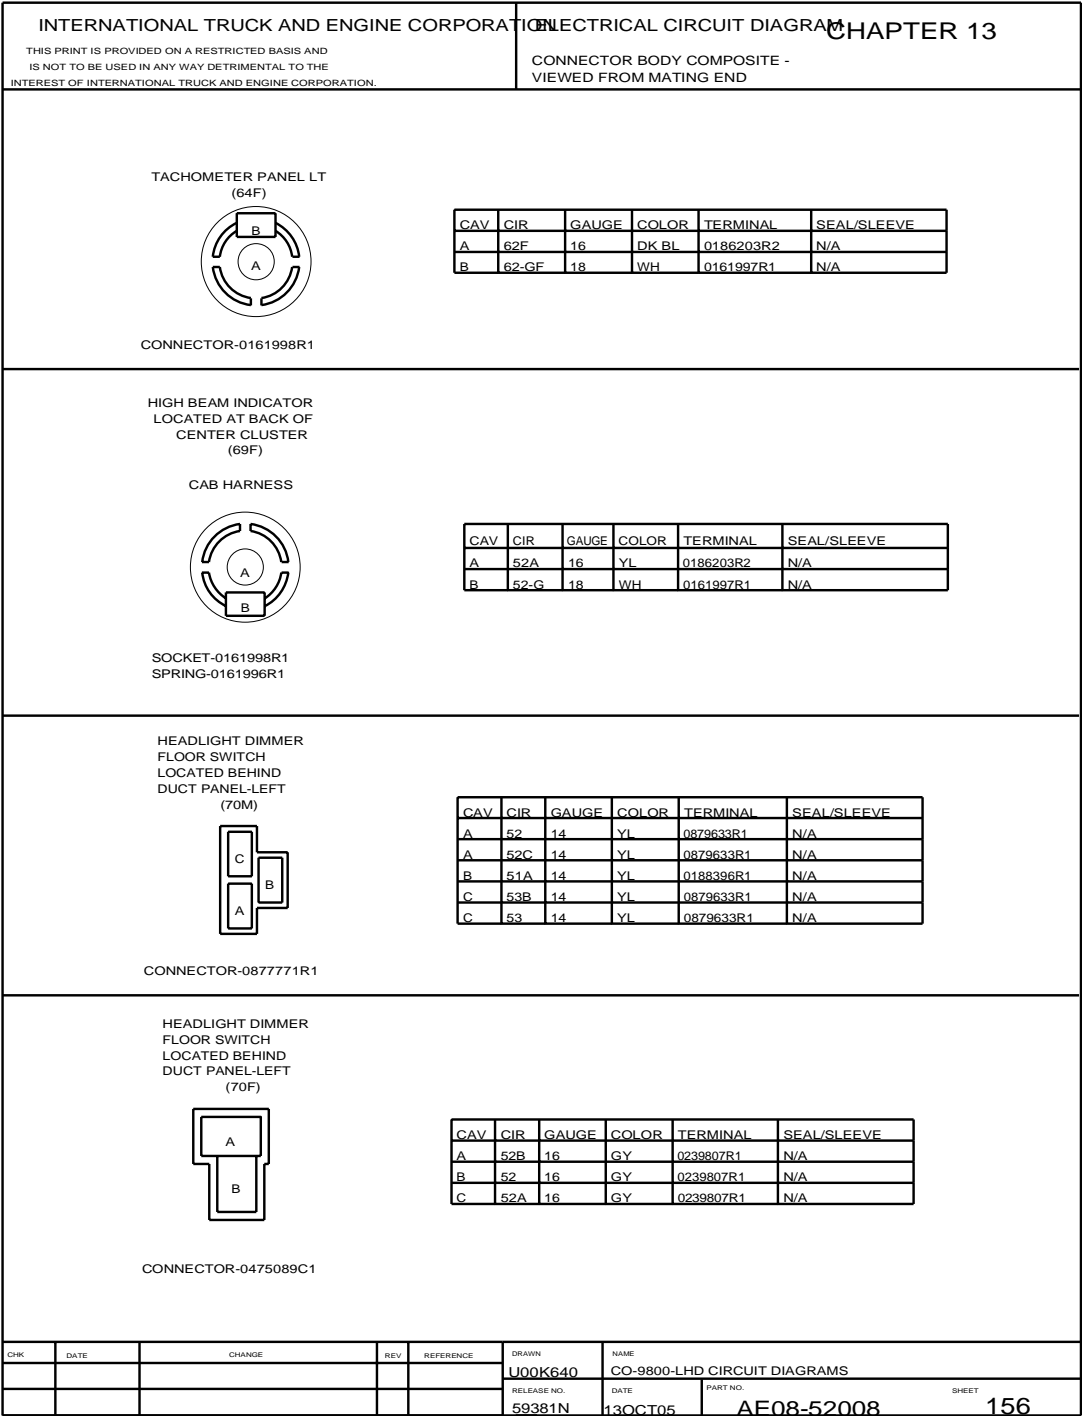 INTERNATIONAL TRUCK AND ENGINE CORPORATION
THIS PRINT IS PROVIDED ON A RESTRICTED BASIS AND
IS NOT TO BE USED IN ANY WAY DETRIMENTAL TO THE
INTEREST OF INTERNATIONAL TRUCK AND ENGINE CORPORATION.
ELECTRICAL CIRCUIT DIAGRAM
CHAPTER 13
CONNECTOR BODY COMPOSITE -
VIEWED FROM MATING END
TACHOMETER PANEL LT
(64F)
B
A
CONNECTOR-0161998R1
CAV CIR GAUGE COLOR TERMINAL SEAL/SLEEVE
A 62F 16 DK BL 0186203R2 N/A
B 62-GF 18 WH 0161997R1 N/A
HIGH BEAM INDICATOR
LOCATED AT BACK OF
CENTER CLUSTER
(69F)
CAB HARNESS
A
B
SOCKET-0161998R1
SPRING-0161996R1
CAV CIR GAUGE COLOR TERMINAL SEAL/SLEEVE
A 52A 16 YL 0186203R2 N/A
B 52-G 18 WH 0161997R1 N/A
HEADLIGHT DIMMER
FLOOR SWITCH
LOCATED BEHIND
DUCT PANEL-LEFT
(70M)
C
B
A
CONNECTOR-0877771R1
CAV CIR GAUGE COLOR TERMINAL SEAL/SLEEVE
A 52 14 YL 0879633R1 N/A
A 52C 14 YL 0879633R1 N/A
B 51A 14 YL 0188396R1 N/A
C 53B 14 YL 0879633R1 N/A
C 53 14 YL 0879633R1 N/A
HEADLIGHT DIMMER
FLOOR SWITCH
LOCATED BEHIND
DUCT PANEL-LEFT
(70F)
A
B
CONNECTOR-0475089C1
CAV CIR GAUGE COLOR TERMINAL SEAL/SLEEVE
A 52B 16 GY 0239807R1 N/A
B 52 16 GY 0239807R1 N/A
C 52A 16 GY 0239807R1 N/A
CHK DATE CHANGE REV REFERENCE
DRAWN
U00K640
NAME
CO-9800-LHD CIRCUIT DIAGRAMS
RELEASE NO.
59381N
DATE
13OCT05
PART NO.
AE08-52008
SHEET
156